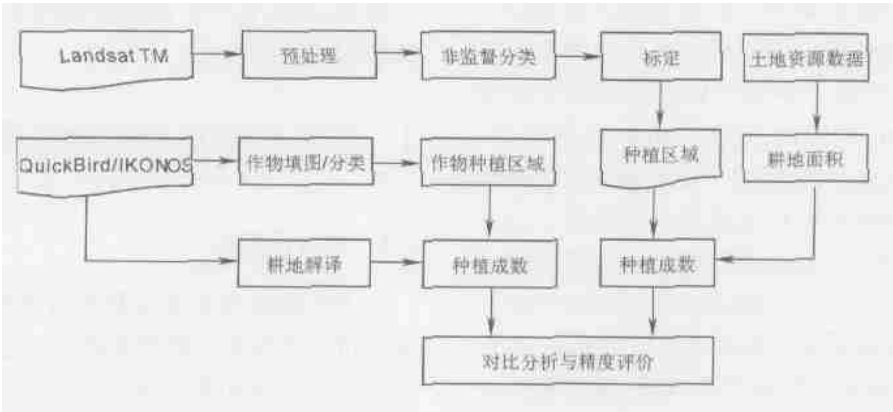 Landsat TM
预处理
非监督分类
标定
土地资源数据
QuickBird/IKONOS
作物填图/分类
作物种植区域
种植区域
耕地面积
耕地解译
种植成数
种植成数
对比分析与精度评价